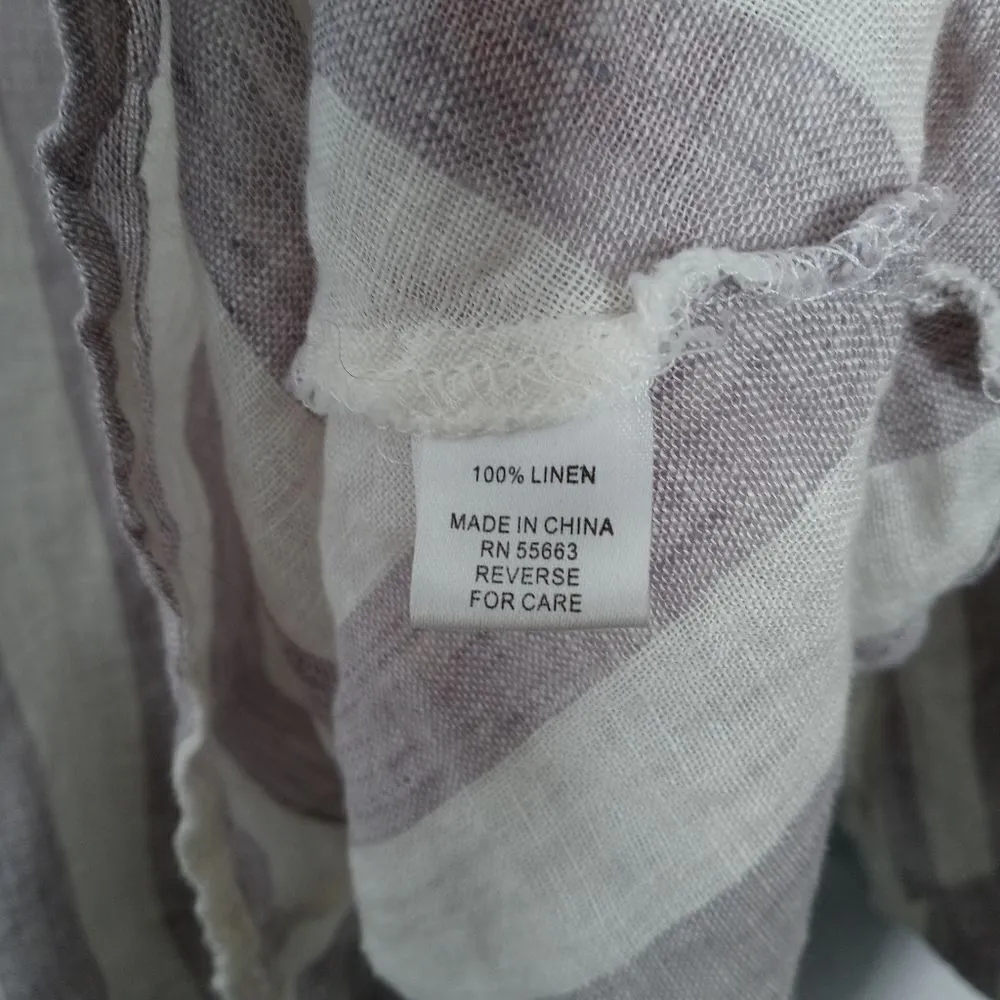 100% LINEN
MADE IN CHINA
RN 55663
REVERSE
FOR CARE